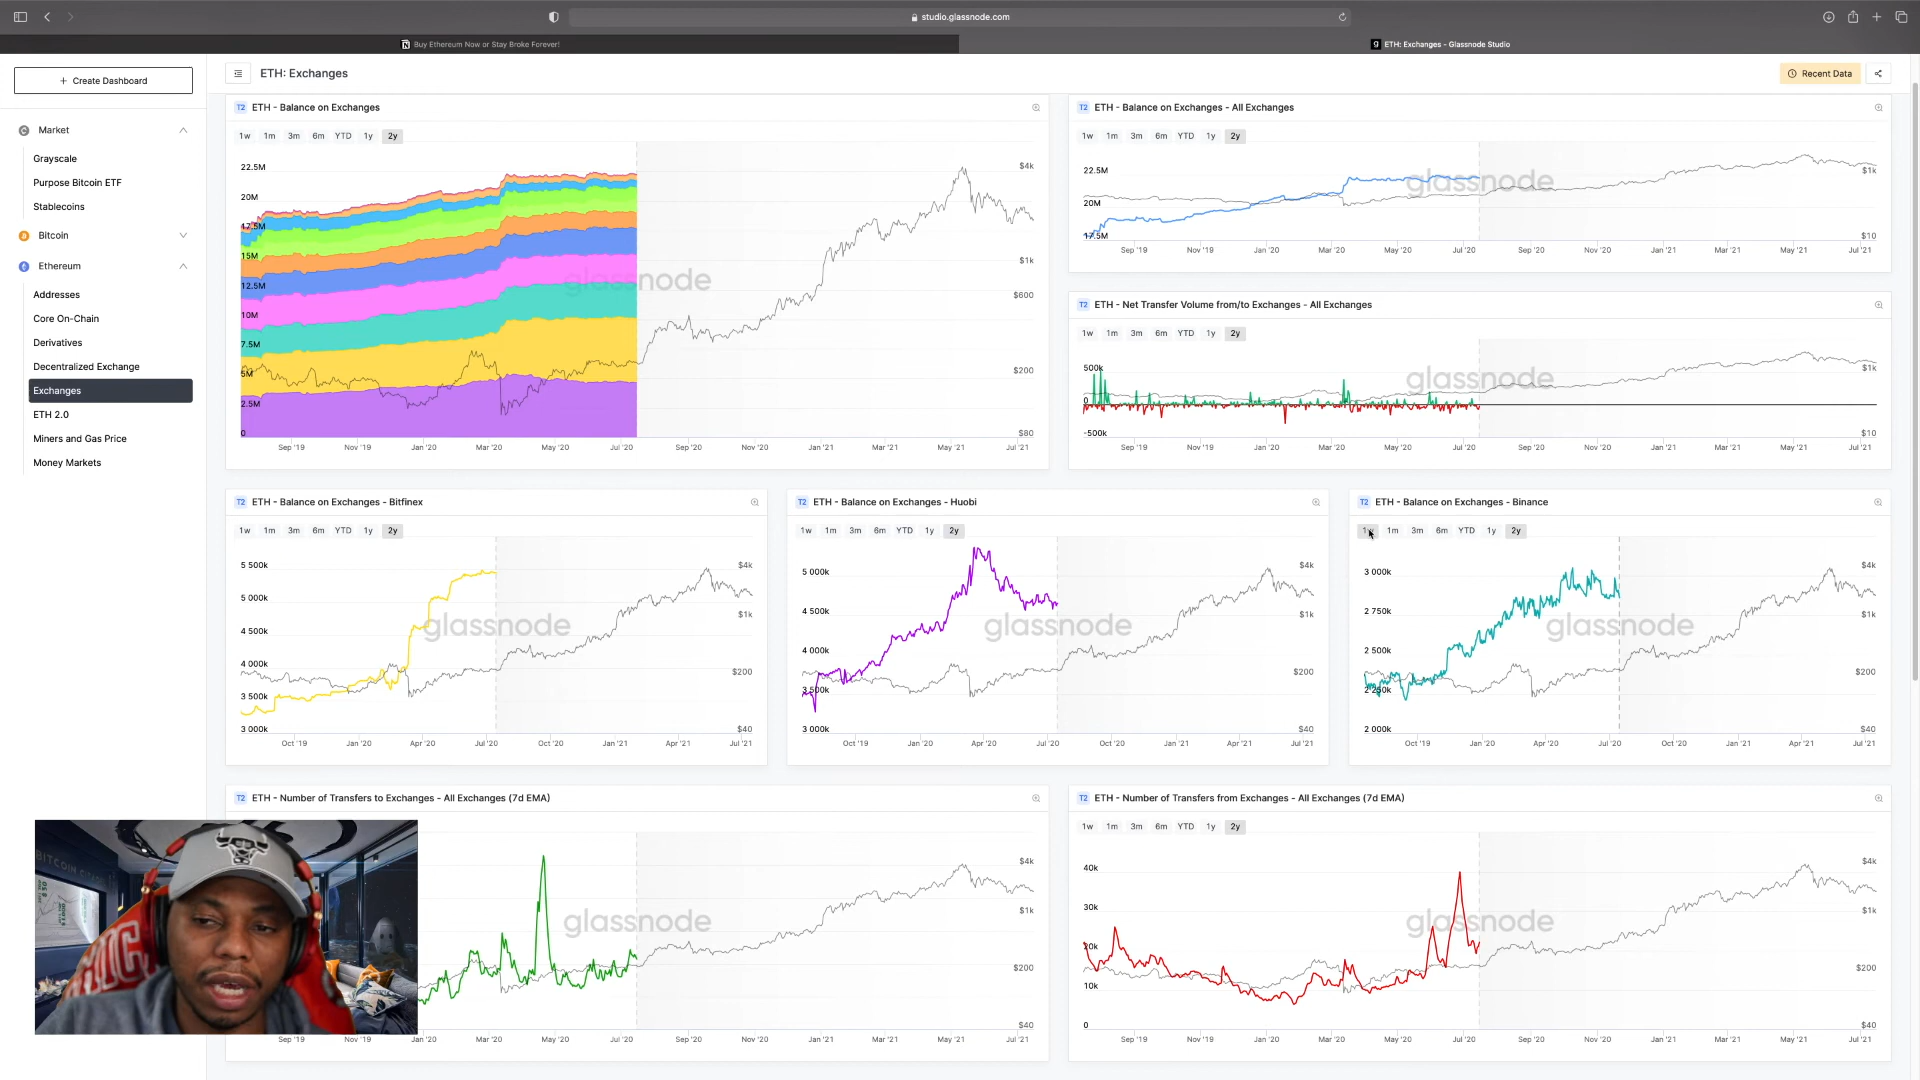 studio.glassnode.com
Buy Ethereum Now or Stay Broke Forever!
ETH: Exchanges - Glassnode Studio
+ Create Dashboard
ETH: Exchanges
Recent Data
Market
Grayscale
Purpose Bitcoin ETF
Stablecoins
Bitcoin
Ethereum
Addresses
Core On-Chain
Derivatives
Decentralized Exchange
Exchanges
ETH 2.0
Miners and Gas Price
Money Markets
T2 ETH - Balance on Exchanges
1w 1m 3m 6m YTD 1y 2y
22.5M
20M
17.5M
15M
12.5M
10M
7.5M
5M
2.5M
0
$4k
$1k
$600
$200
$80
glassnode
Sep '19 Nov '19 Jan '20 Mar '20 May '20 Jul '20 Sep '20 Nov '20 Jan '21 Mar '21 May '21 Jul '21
T2 ETH - Balance on Exchanges - All Exchanges
1w 1m 3m 6m YTD 1y 2y
22.5M
20M
17.5M
$1k
$10
glassnode
Sep '19 Nov '19 Jan '20 Mar '20 May '20 Jul '20 Sep '20 Nov '20 Jan '21 Mar '21 May '21 Jul '21
T2 ETH - Net Transfer Volume from/to Exchanges - All Exchanges
1w 1m 3m 6m YTD 1y 2y
500k
0
-500k
$1k
$10
glassnode
Sep '19 Nov '19 Jan '20 Mar '20 May '20 Jul '20 Sep '20 Nov '20 Jan '21 Mar '21 May '21 Jul '21
T2 ETH - Balance on Exchanges - Bitfinex
1w 1m 3m 6m YTD 1y 2y
5 500k
5 000k
4 500k
4 000k
3 500k
3 000k
$4k
$1k
$200
$40
glassnode
Oct '19 Jan '20 Apr '20 Jul '20 Oct '20 Jan '21 Apr '21 Jul '21
T2 ETH - Balance on Exchanges - Huobi
1w 1m 3m 6m YTD 1y 2y
5 000k
4 500k
4 000k
3 500k
3 000k
$4k
$1k
$200
$40
glassnode
Oct '19 Jan '20 Apr '20 Jul '20 Oct '20 Jan '21 Apr '21 Jul '21
T2 ETH - Balance on Exchanges - Binance
1m 3m 6m YTD 1y 2y
3 000k
2 750k
2 500k
2 250k
2 000k
$4k
$1k
$200
$40
glassnode
Oct '19 Jan '20 Apr '20 Jul '20 Oct '20 Jan '21 Apr '21 Jul '21
T2 ETH - Number of Transfers to Exchanges - All Exchanges (7d EMA)
$4k
$1k
$200
$40
glassnode
Sep '19 Nov '19 Jan '20 Mar '20 May '20 Jul '20 Sep '20 Nov '20 Jan '21 Mar '21 May '21 Jul '21
T2 ETH - Number of Transfers from Exchanges - All Exchanges (7d EMA)
1w 1m 3m 6m YTD 1y 2y
40k
30k
20k
10k
0
$4k
$1k
$200
$40
glassnode
Sep '19 Nov '19 Jan '20 Mar '20 May '20 Jul '20 Sep '20 Nov '20 Jan '21 Mar '21 May '21 Jul '21